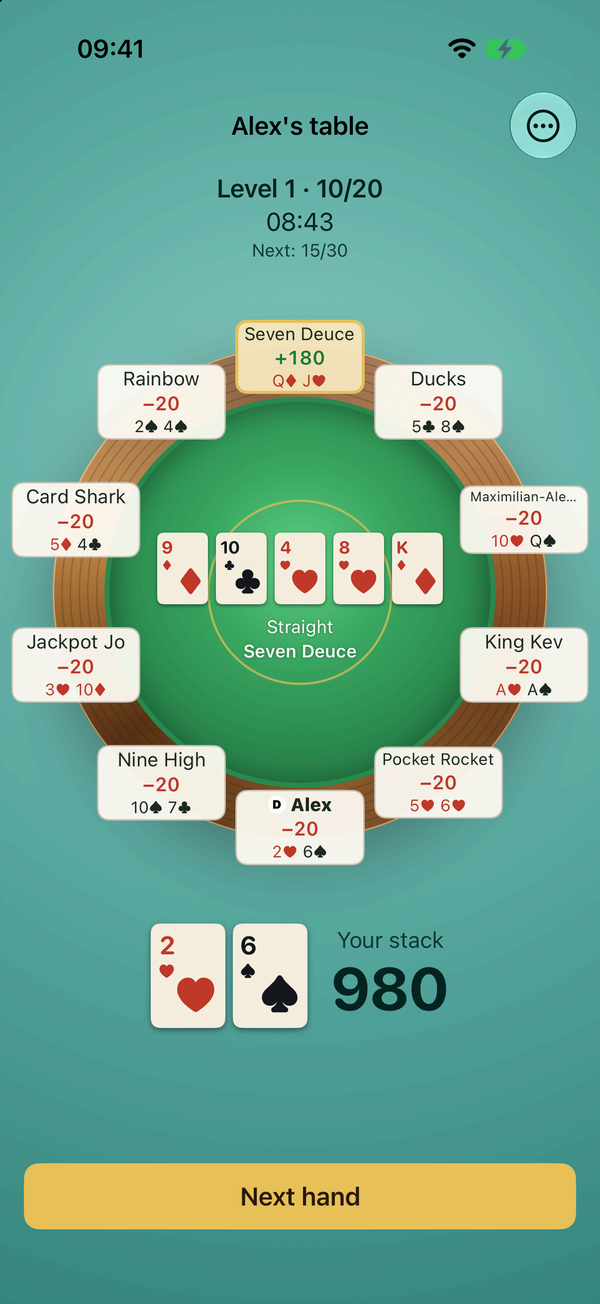 09:41
Alex's table
Level 1 · 10/20
08:43
Next: 15/30
Seven Deuce
+180
Q♦ J♥
Rainbow
−20
2♠ 4♠
Ducks
−20
5♣ 8♠
Card Shark
−20
5♦ 4♣
Maximilian-Ale...
−20
10♥ Q♠
9♦ 10♣ 4♥ 8♥ K♦
Straight
Seven Deuce
Jackpot Jo
−20
3♥ 10♦
King Kev
−20
A♥ A♠
Nine High
−20
10♠ 7♣
Pocket Rocket
−20
5♥ 6♥
D Alex
−20
2♥ 6♠
2♥ 6♠
Your stack
980
Next hand